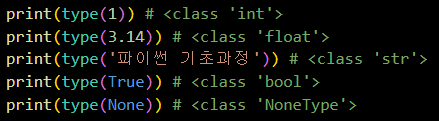 print(type(1)) # <class 'int'>
print(type(3.14)) # <class 'float'>
print(type('파이썬 기초과정')) # <class 'str'>
print(type(True)) # <class 'bool'>
print(type(None)) # <class 'NoneType'>